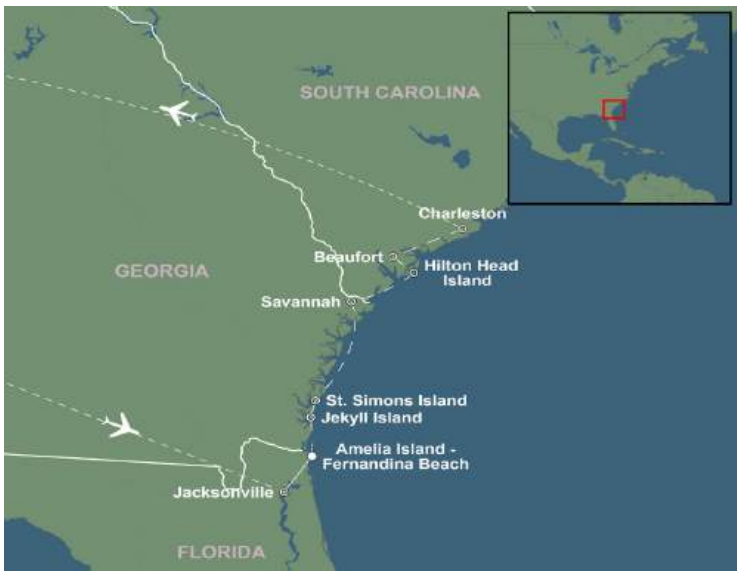 SOUTH CAROLINA
Charleston
Beaufort
Hilton Head
Island
GEORGIA
Savannah
St. Simons Island
Jekyll Island
Amelia Island -
Fernandina Beach
Jacksonville
FLORIDA